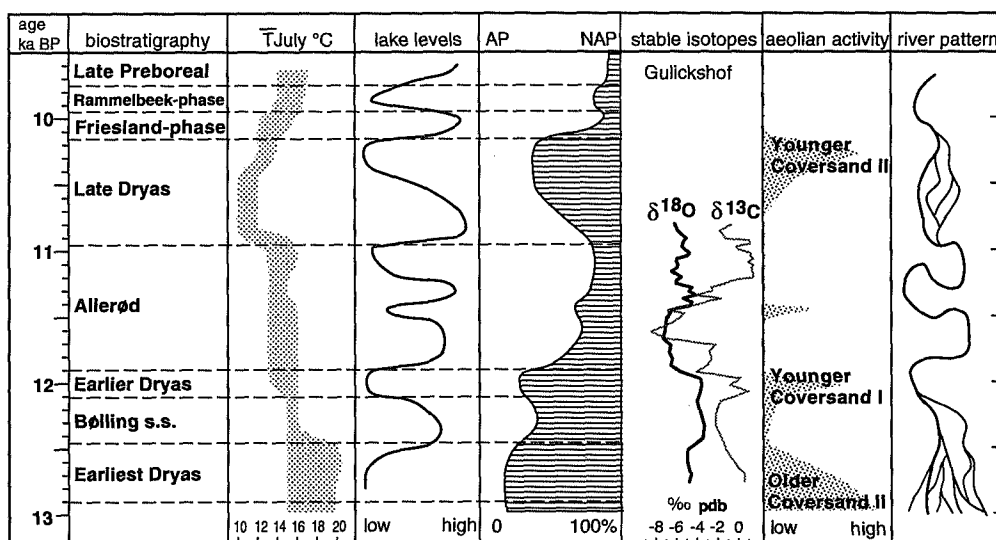 age
ka BP
biostratigraphy
T̅July °C
lake levels
AP NAP
stable isotopes
aeolian activity
river pattern
Late Preboreal
Rammelbeek-phase
Friesland-phase
Late Dryas
Allerød
Earlier Dryas
Bølling s.s.
Earliest Dryas
10
11
12
13
10 12 14 16 18 20
low high
0 100%
Gulickshof
δ18O δ13C
‰ pdb
-8 -6 -4 -2 0
Younger
Coversand II
Younger
Coversand I
Older
Coversand II
low high